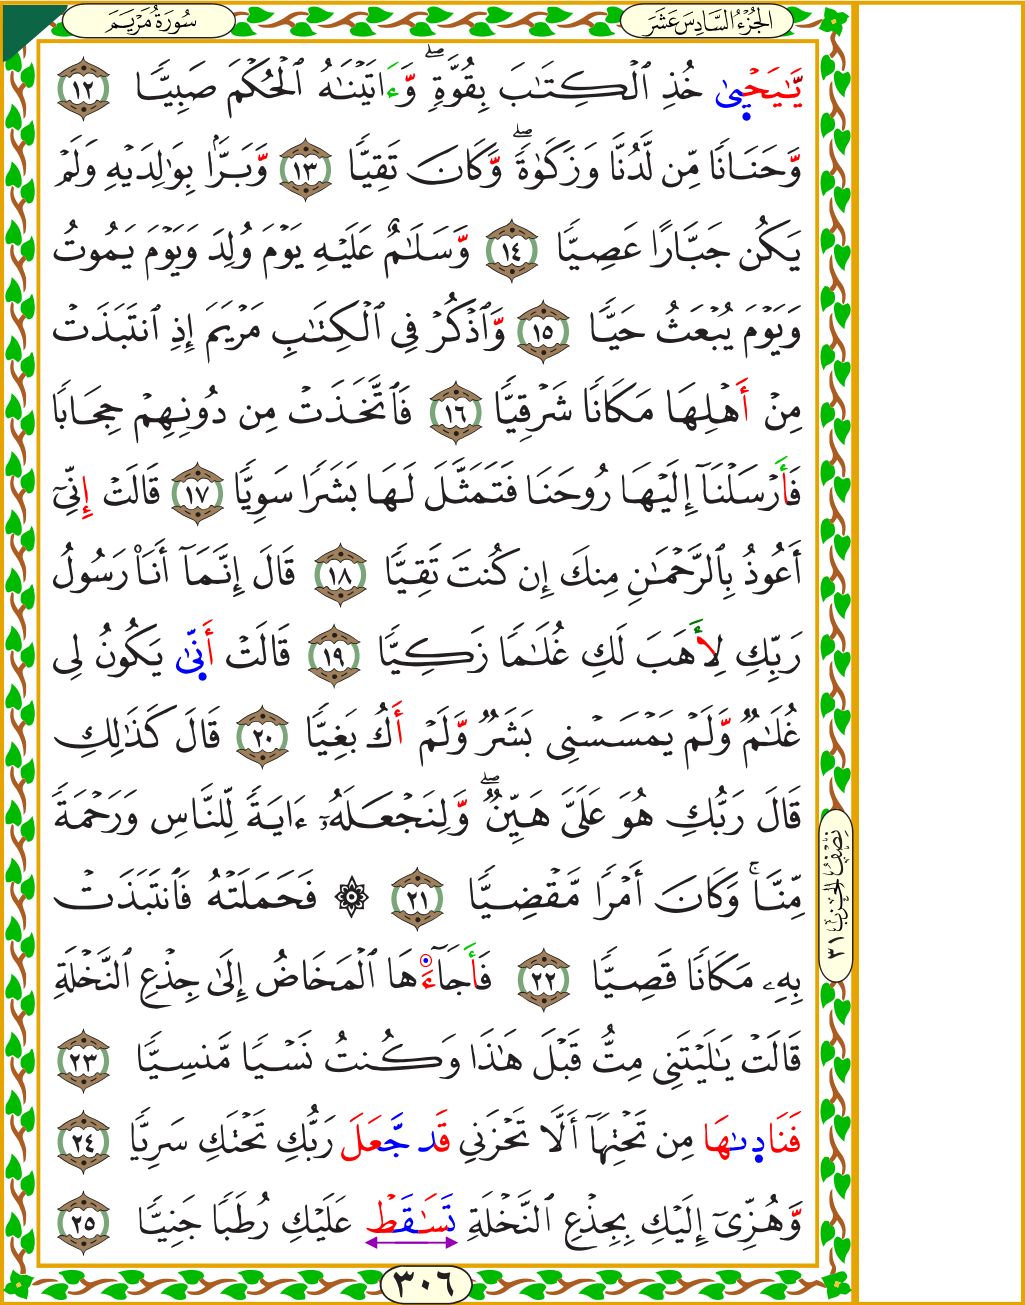 سُورَةُ مَرْيَمَ
الجُزْءُ السَّادِسَ عَشَرَ
يَّـٰيَحْيٖىٰ خُذِ ٱلْكِتَـٰبَ بِقُوَّةٍۖ وَّءَاتَيْنَـٰهُ ٱلْحُكْمَ صَبِيًّا ١٢
وَّحَنَانًا مِّن لَّدُنَّا وَزَكَوٰةًۖ وَّكَانَ تَقِيًّا ١٣ وَّبَرًّۢا بِوَٰلِدَيْهِ وَلَمْ
يَكُن جَبَّارًا عَصِيًّا ١٤ وَّسَلَـٰمٌ عَلَيْهِ يَوْمَ وُلِدَ وَيَوْمَ يَمُوتُ
وَيَوْمَ يُبْعَثُ حَيًّا ١٥ وَّٱذْكُرْ فِى ٱلْكِتَـٰبِ مَرْيَمَ إِذِ ٱنتَبَذَتْ
مِنْ أَهْلِهَا مَكَانًا شَرْقِيًّا ١٦ فَٱتَّخَذَتْ مِن دُونِهِمْ حِجَابًا
فَأَرْسَلْنَآ إِلَيْهَا رُوحَنَا فَتَمَثَّلَ لَهَا بَشَرًا سَوِيًّا ١٧ قَالَتْ إِنِّىٓ
أَعُوذُ بِٱلرَّحْمَـٰنِ مِنكَ إِن كُنتَ تَقِيًّا ١٨ قَالَ إِنَّمَآ أَنَا۠ رَسُولُ
رَبِّكِ لِأَهَبَ لَكِ غُلَـٰمًا زَكِيًّا ١٩ قَالَتْ أَنّٖىٰ يَكُونُ لِى
غُلَـٰمٌ وَّلَمْ يَمْسَسْنِى بَشَرٌ وَّلَمْ أَكُ بَغِيًّا ٢٠ قَالَ كَذَٰلِكِ
قَالَ رَبُّكِ هُوَ عَلَىَّ هَيِّنٌۖ وَّلِنَجْعَلَهُۥٓ ءَايَةً لِّلنَّاسِ وَرَحْمَةً
مِّنَّاۚ وَكَانَ أَمْرًا مَّقْضِيًّا ٢١ ۞ فَحَمَلَتْهُ فَٱنتَبَذَتْ
بِهِۦ مَكَانًا قَصِيًّا ٢٢ فَأَجَآءَهَا ٱلْمَخَاضُ إِلَىٰ جِذْعِ ٱلنَّخْلَةِ
قَالَتْ يَـٰلَيْتَنِى مِتُّ قَبْلَ هَـٰذَا وَكُنتُ نَسْيًا مَّنسِيًّا ٢٣
فَنَادٖىٰهَا مِن تَحْتِهَآ أَلَّا تَحْزَنِى قَد جَّعَلَ رَبُّكِ تَحْتَكِ سَرِيًّا ٢٤
وَّهُزِّىٓ إِلَيْكِ بِجِذْعِ ٱلنَّخْلَةِ تَسَّـٰقَطْ عَلَيْكِ رُطَبًا جَنِيًّا ٢٥
نِصْفُ الحِزْبِ ٣١
٣٠٦